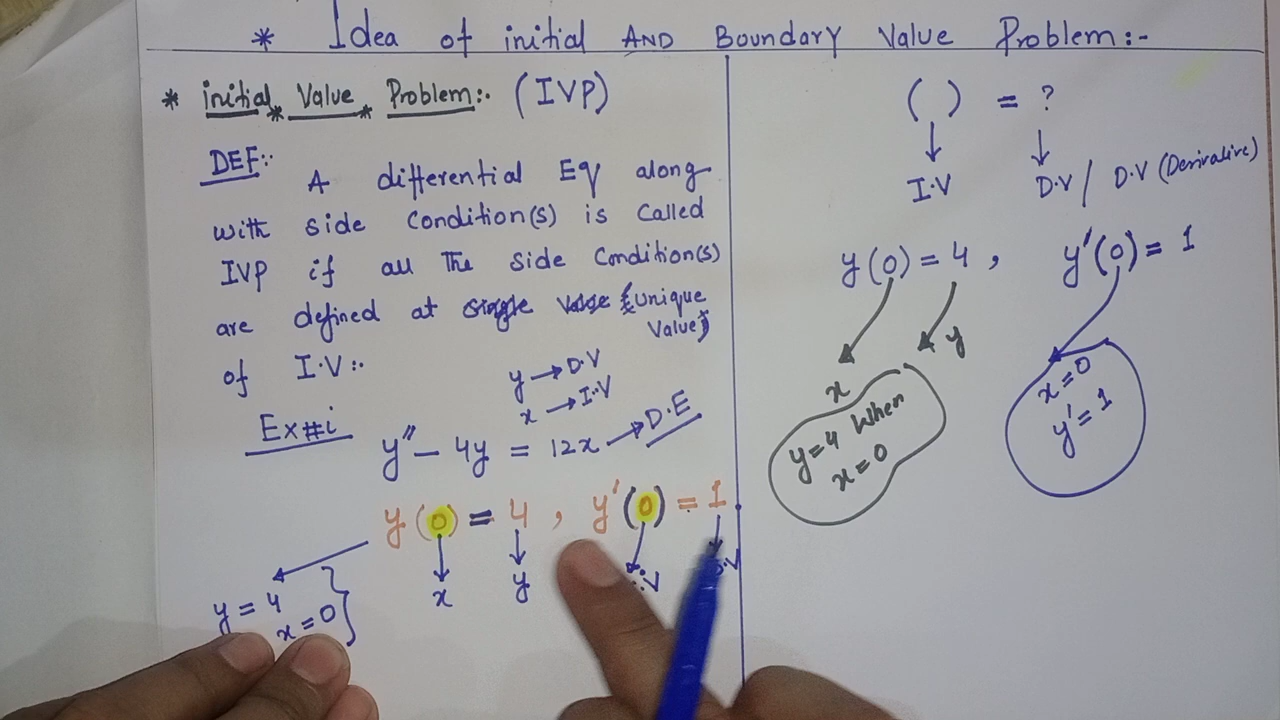 * Idea of initial AND Boundary Value Problem:-
* initial Value Problem:- (IVP)
DEF:-
A differential Eq along
with side Condition(s) is Called
IVP if all The side Condition(s)
are defined at single Value {unique
Value}
of I.V:-
y → D.V
x → I.V
Ex#i
y″ - 4y = 12x → D.E
y(0) = 4 , y′(0) = 1
x
y
y = 4
x = 0
( ) = ?
I.V
D.V / D.V (Derivative)
y(0) = 4 , y′(0) = 1
x
y
y=4 When
x=0
x=0
y′=1